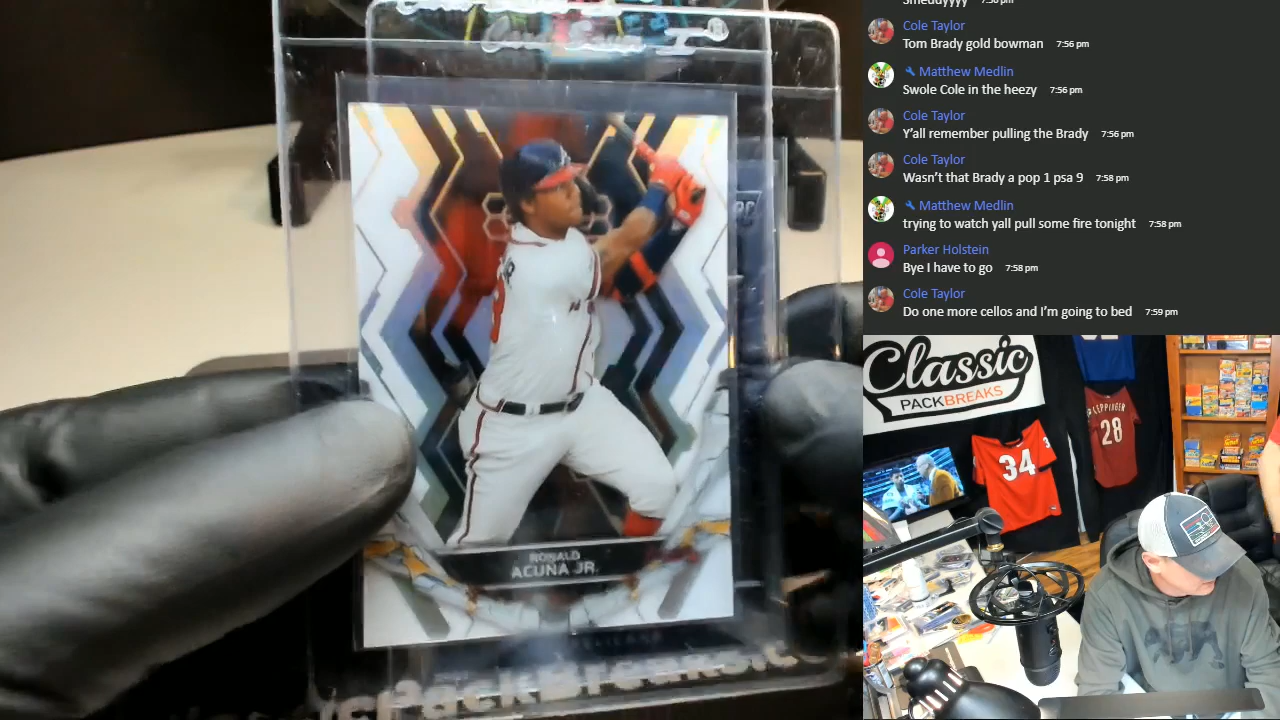 Cole Taylor
Tom Brady gold bowman 7:56 pm
Matthew Medlin
Swole Cole in the heezy 7:56 pm
Cole Taylor
Y'all remember pulling the Brady 7:56 pm
Cole Taylor
Wasn't that Brady a pop 1 psa 9 7:58 pm
Matthew Medlin
trying to watch yall pull some fire tonight 7:58 pm
Parker Holstein
Bye I have to go 7:58 pm
Cole Taylor
Do one more cellos and I'm going to bed 7:59 pm
RONALD
ACUNA JR.
Classic
PACKBREAKS
34
28